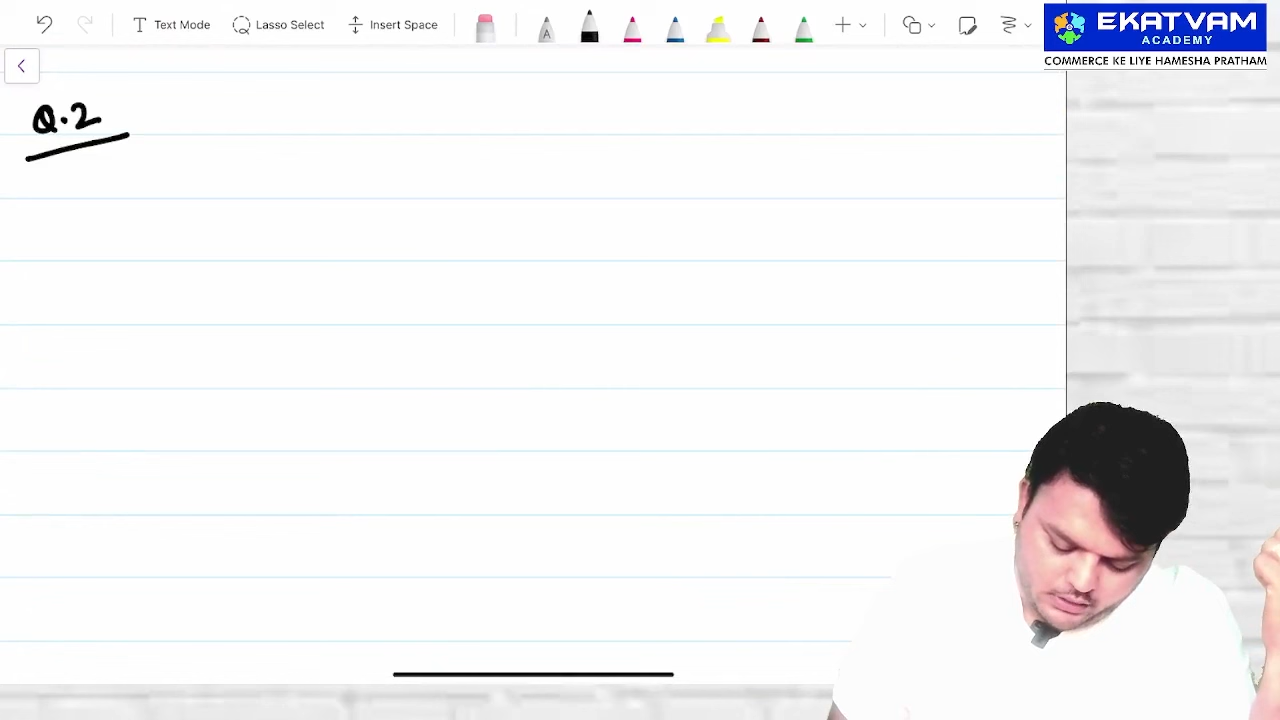 Text Mode
Lasso Select
Insert Space
A
EKATVAM
ACADEMY
COMMERCE KE LIYE HAMESHA PRATHAM
Q.2